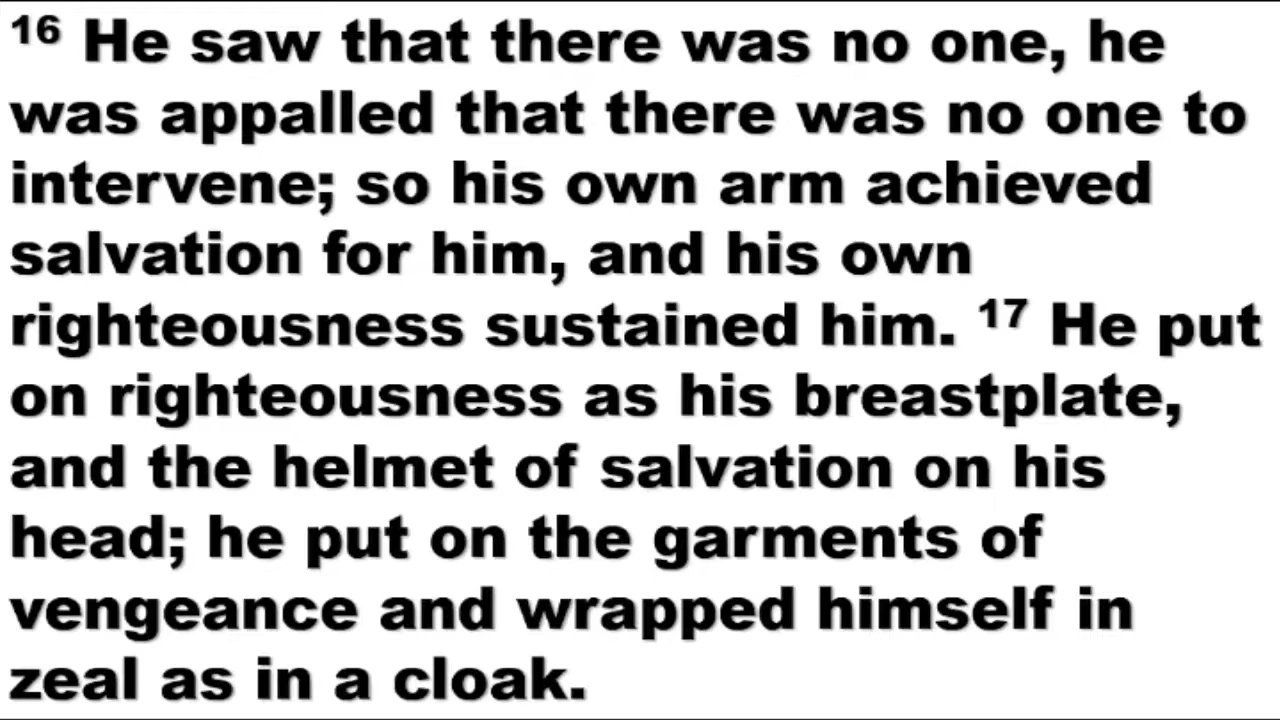 16 He saw that there was no one, he
was appalled that there was no one to
intervene; so his own arm achieved
salvation for him, and his own
righteousness sustained him. 17 He put
on righteousness as his breastplate,
and the helmet of salvation on his
head; he put on the garments of
vengeance and wrapped himself in
zeal as in a cloak.